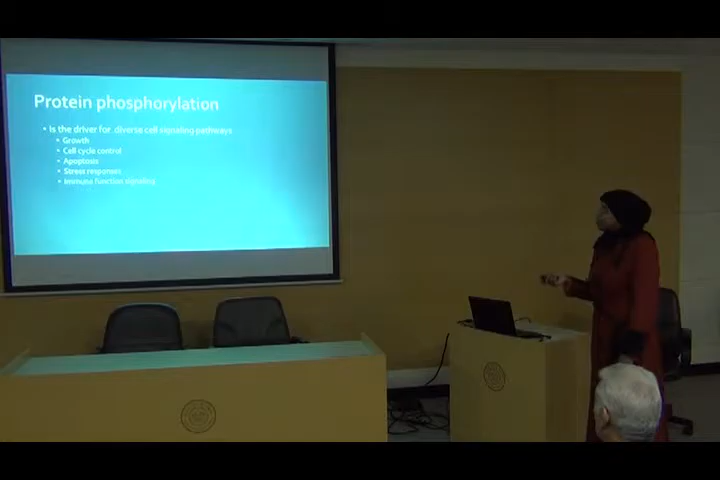 Protein phosphorylation
• Is the driver for diverse cell signaling pathways
• Growth
• Cell cycle control
• Apoptosis
• Stress responses
• Immune function signaling